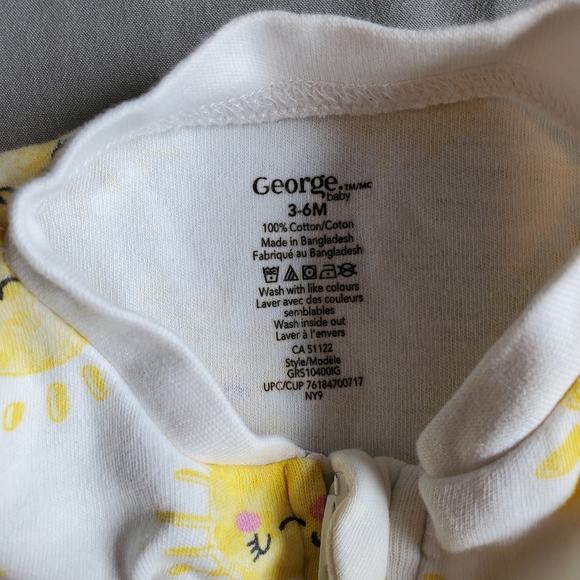 George.TM/MC
baby
3-6M
100% Cotton/Coton
Made in Bangladesh
Fabriqué au Bangladesh
Wash with like colours
Laver avec des couleurs
semblables
Wash inside out
Laver à l'envers
CA 51122
Style/Modèle
GRS10400IG
UPC/CUP 76184700717
NY9